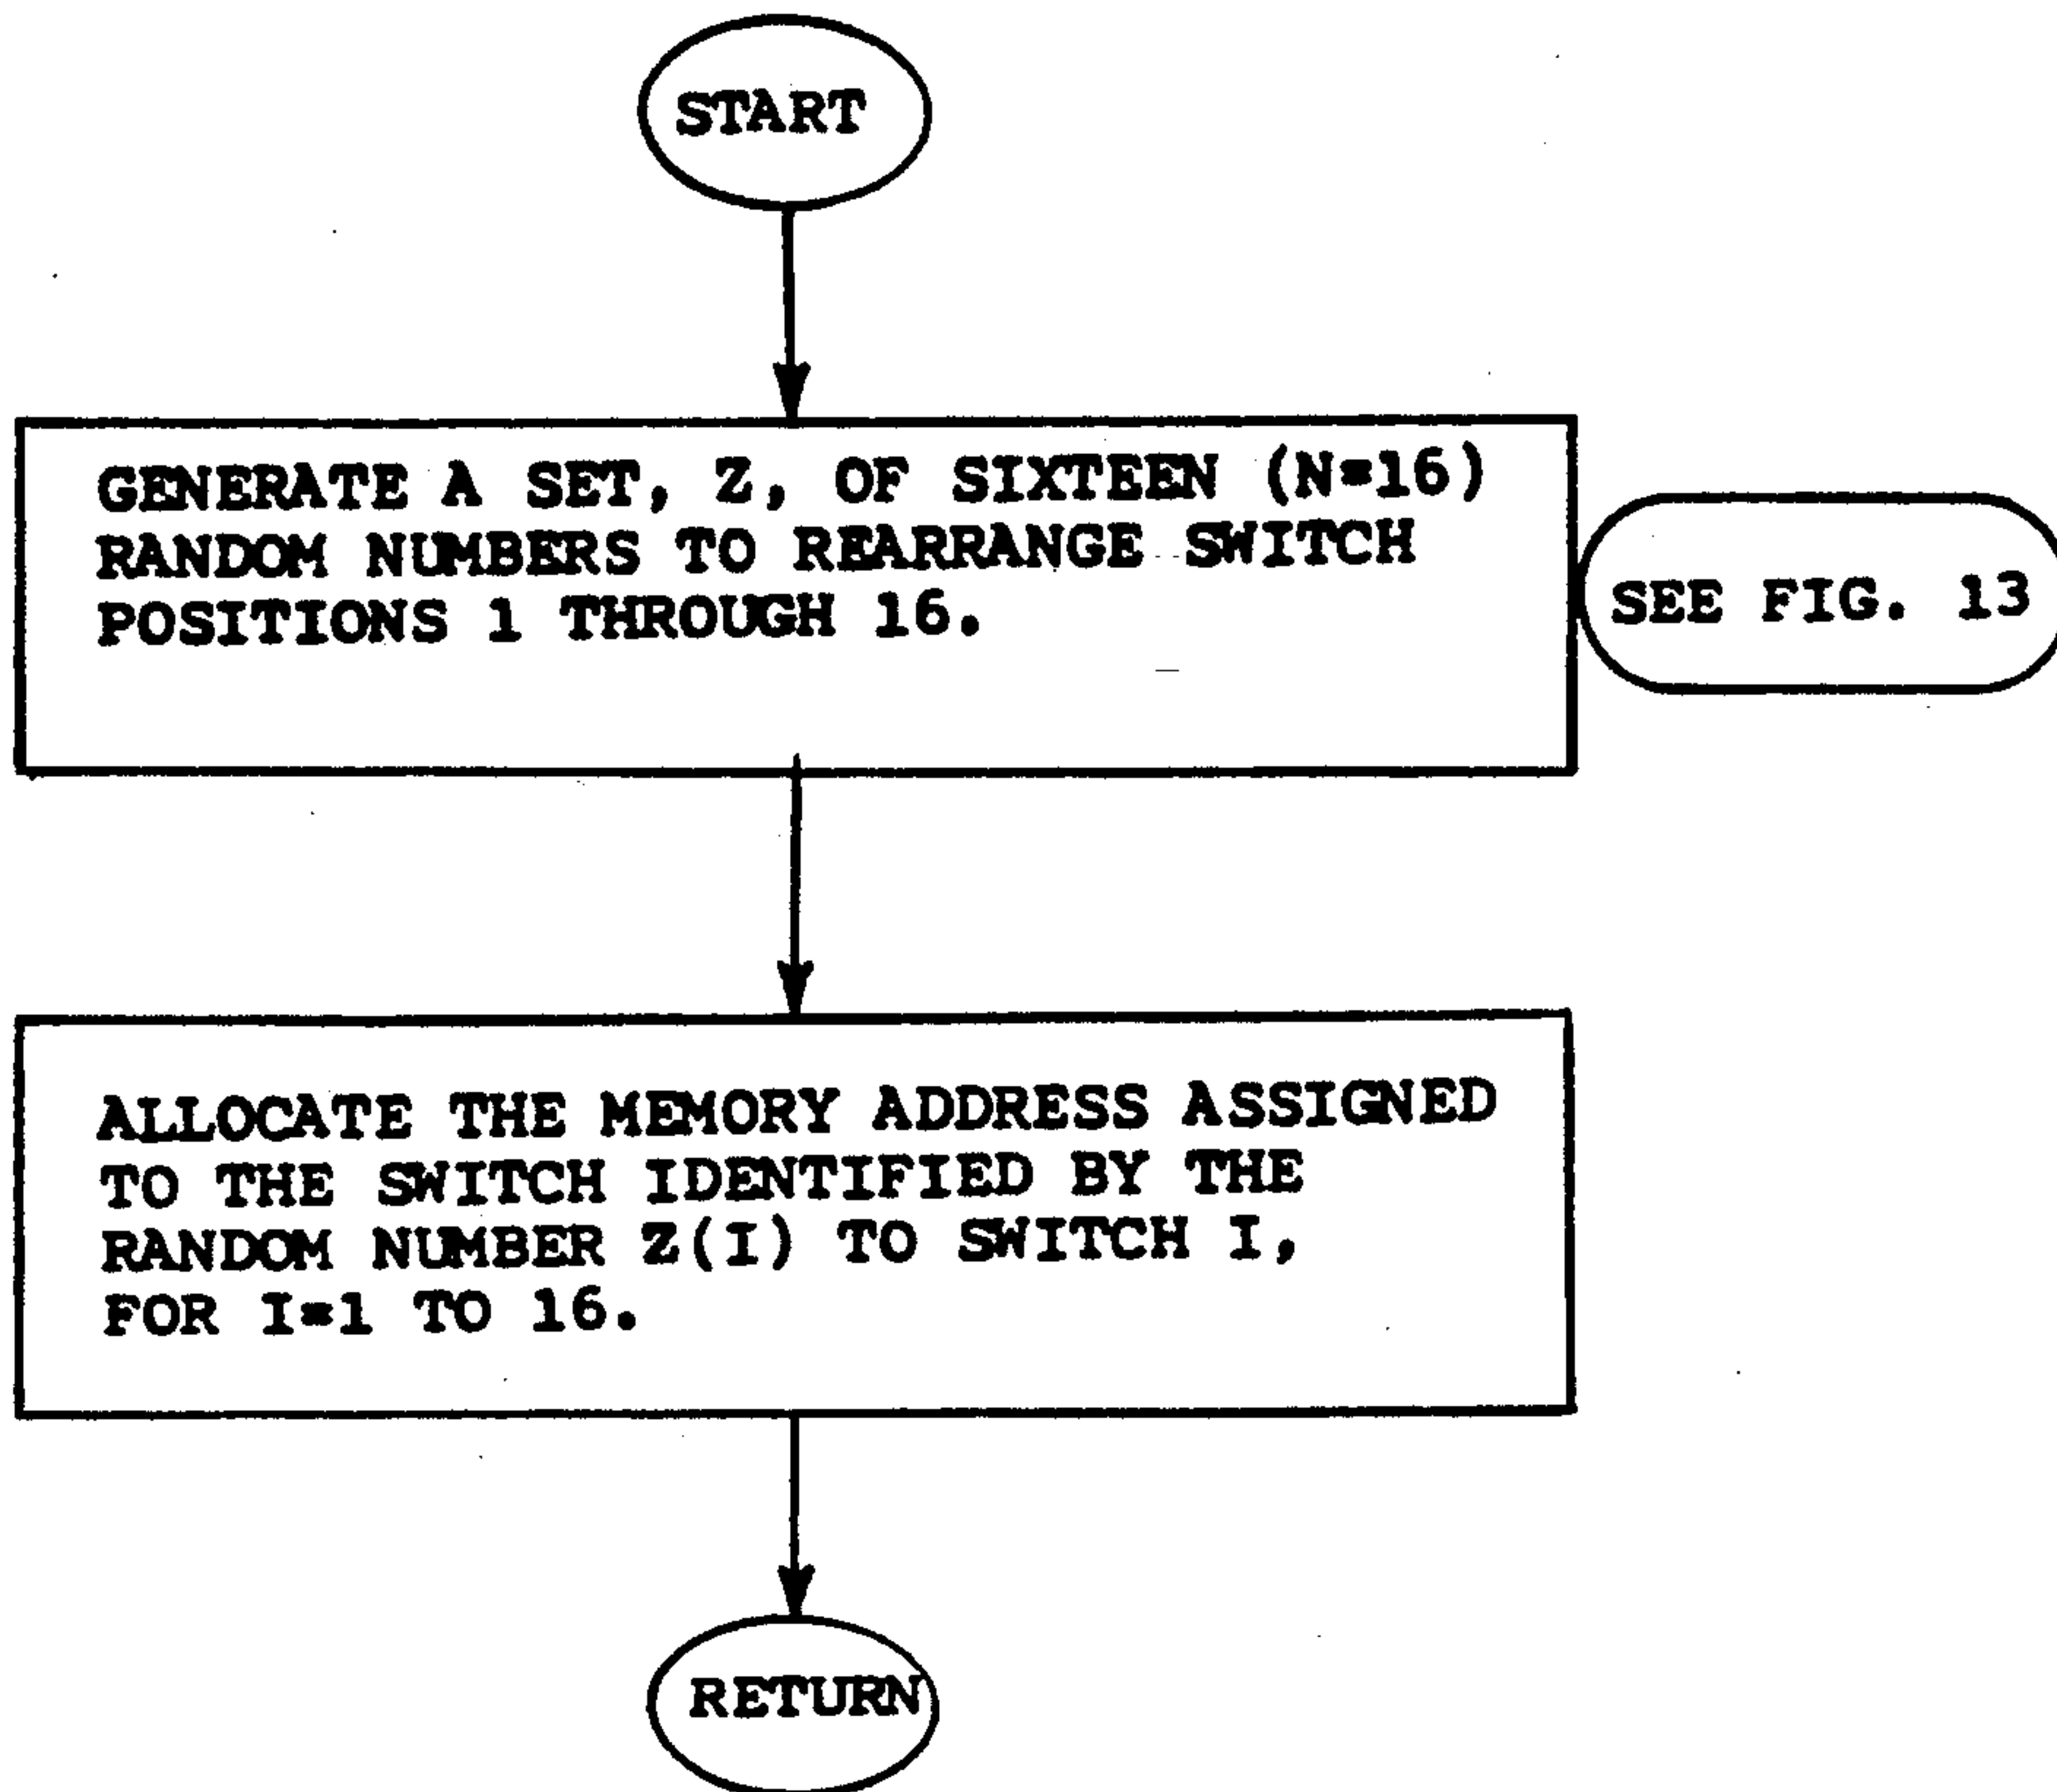 START
GENERATE A SET, Z, OF SIXTEEN (N=16)
RANDOM NUMBERS TO REARRANGE SWITCH
POSITIONS 1 THROUGH 16.
SEE FIG. 13
ALLOCATE THE MEMORY ADDRESS ASSIGNED
TO THE SWITCH IDENTIFIED BY THE
RANDOM NUMBER Z(I) TO SWITCH I,
FOR I=1 TO 16.
RETURN